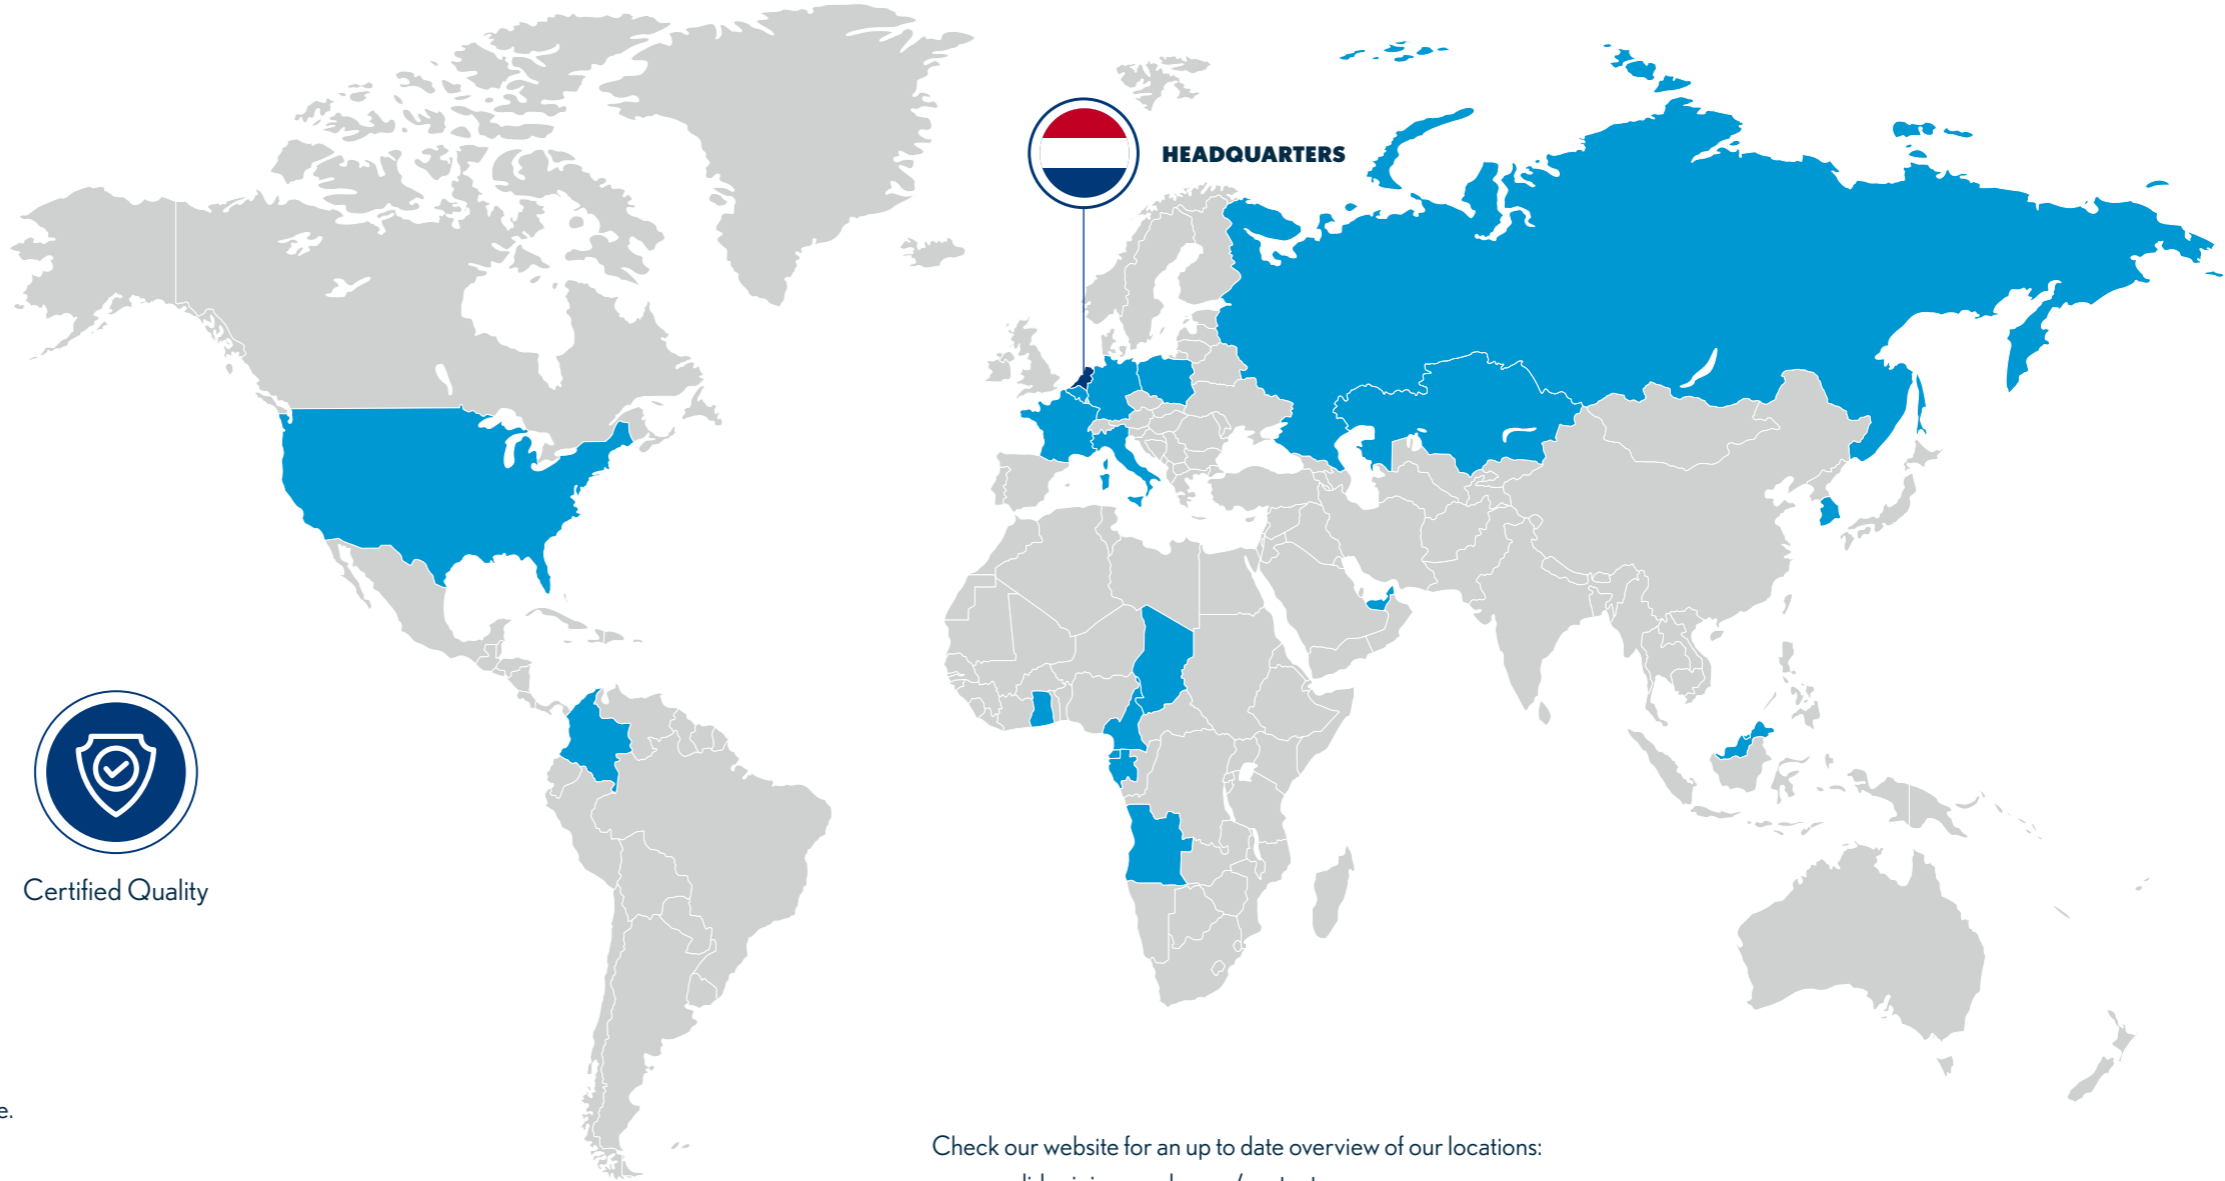 HEADQUARTERS
Certified Quality
e.
Check our website for an up to date overview of our locations: